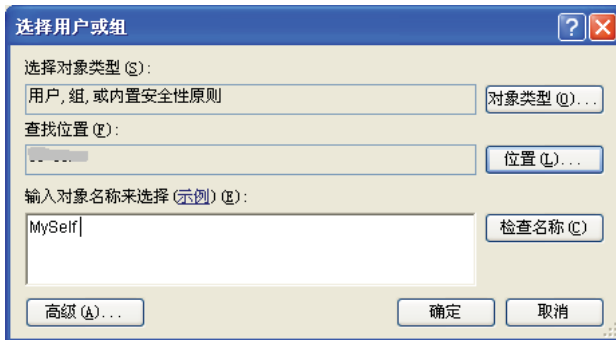 选择用户或组
选择对象类型(S):
用户,组,或内置安全性原则
对象类型(O)...
查找位置(F):
位置(L)...
输入对象名称来选择(示例)(E):
MySelf
检查名称(C)
高级(A)...
确定
取消